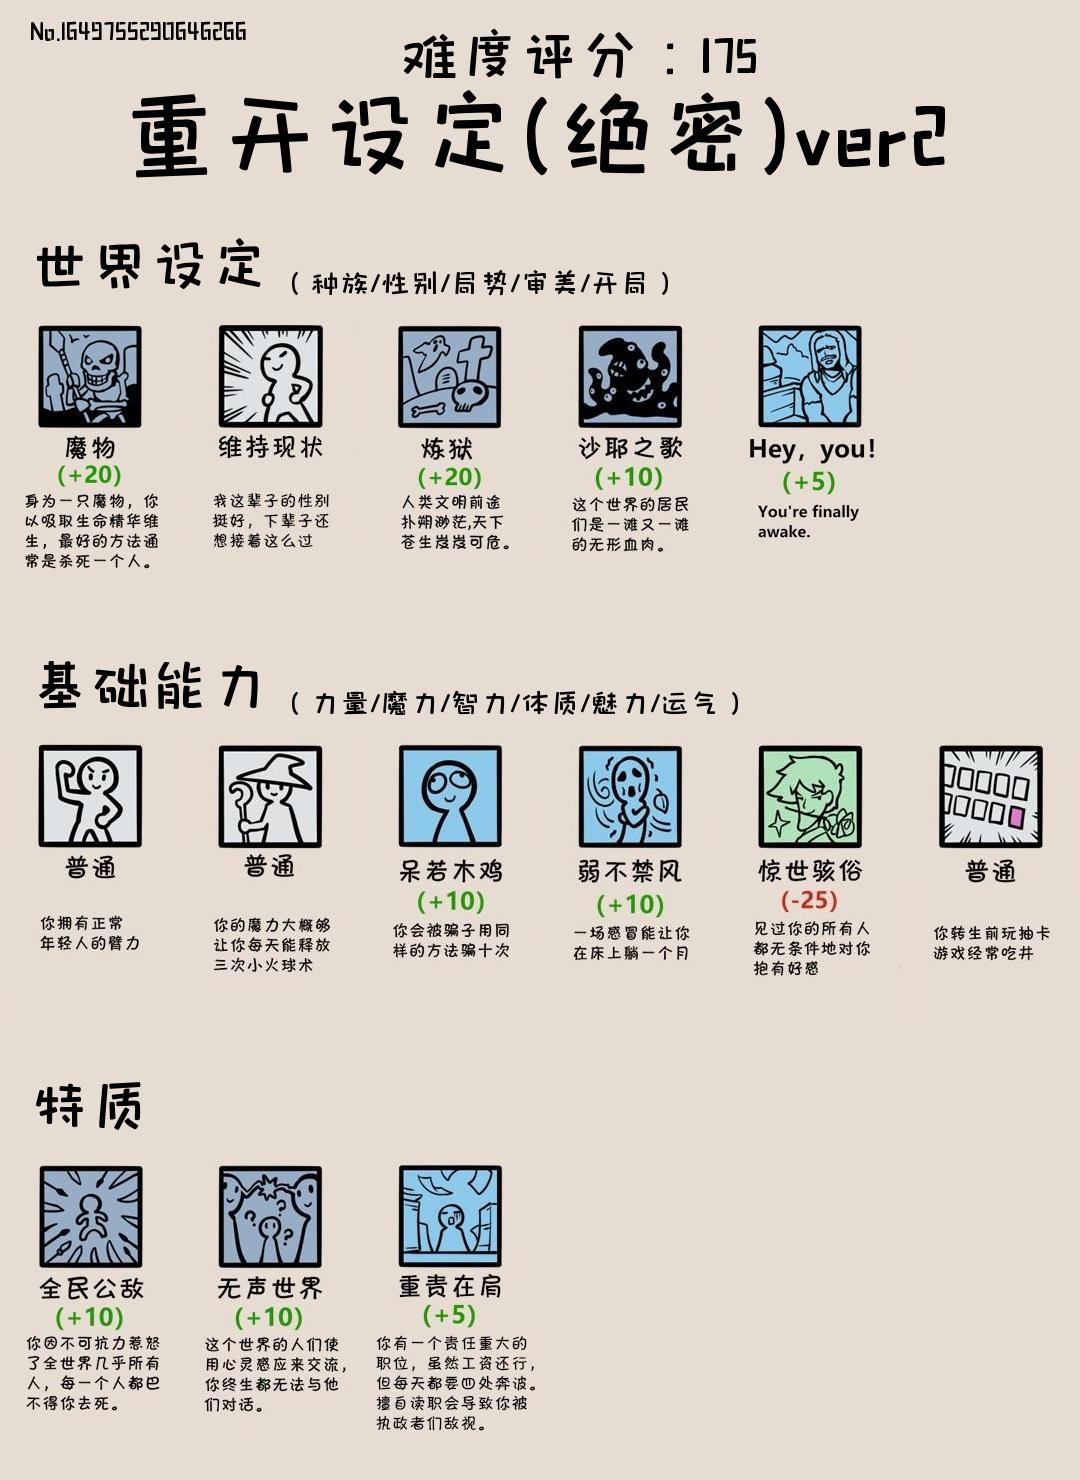 No.1649755290646266
难度评分：175
重开设定(绝密)ver2
世界设定（种族/性别/局势/审美/开局）
魔物
(+20)
身为一只魔物，你
以吸取生命精华维
生，最好的方法通
常是杀死一个人。
维持现状
我这辈子的性别
挺好，下辈子还
想接着这么过
炼狱
(+20)
人类文明前途
扑朔渺茫,天下
苍生岌岌可危。
沙耶之歌
(+10)
这个世界的居民
们是一滩又一滩
的无形血肉。
Hey, you!
(+5)
You're finally
awake.
基础能力（力量/魔力/智力/体质/魅力/运气）
普通
你拥有正常
年轻人的臂力
普通
你的魔力大概够
让你每天能释放
三次小火球术
呆若木鸡
(+10)
你会被骗子用同
样的方法骗十次
弱不禁风
(+10)
一场感冒能让你
在床上躺一个月
惊世骇俗
(-25)
见过你的所有人
都无条件地对你
抱有好感
普通
你转生前玩抽卡
游戏经常吃井
特质
全民公敌
(+10)
你因不可抗力惹怒
了全世界几乎所有
人，每一个人都巴
不得你去死。
无声世界
(+10)
这个世界的人们使
用心灵感应来交流，
你终生都无法与他
们对话。
重责在肩
(+5)
你有一个责任重大的
职位，虽然工资还行，
但每天都要四处奔波。
擅自渎职会导致你被
执政者们敌视。